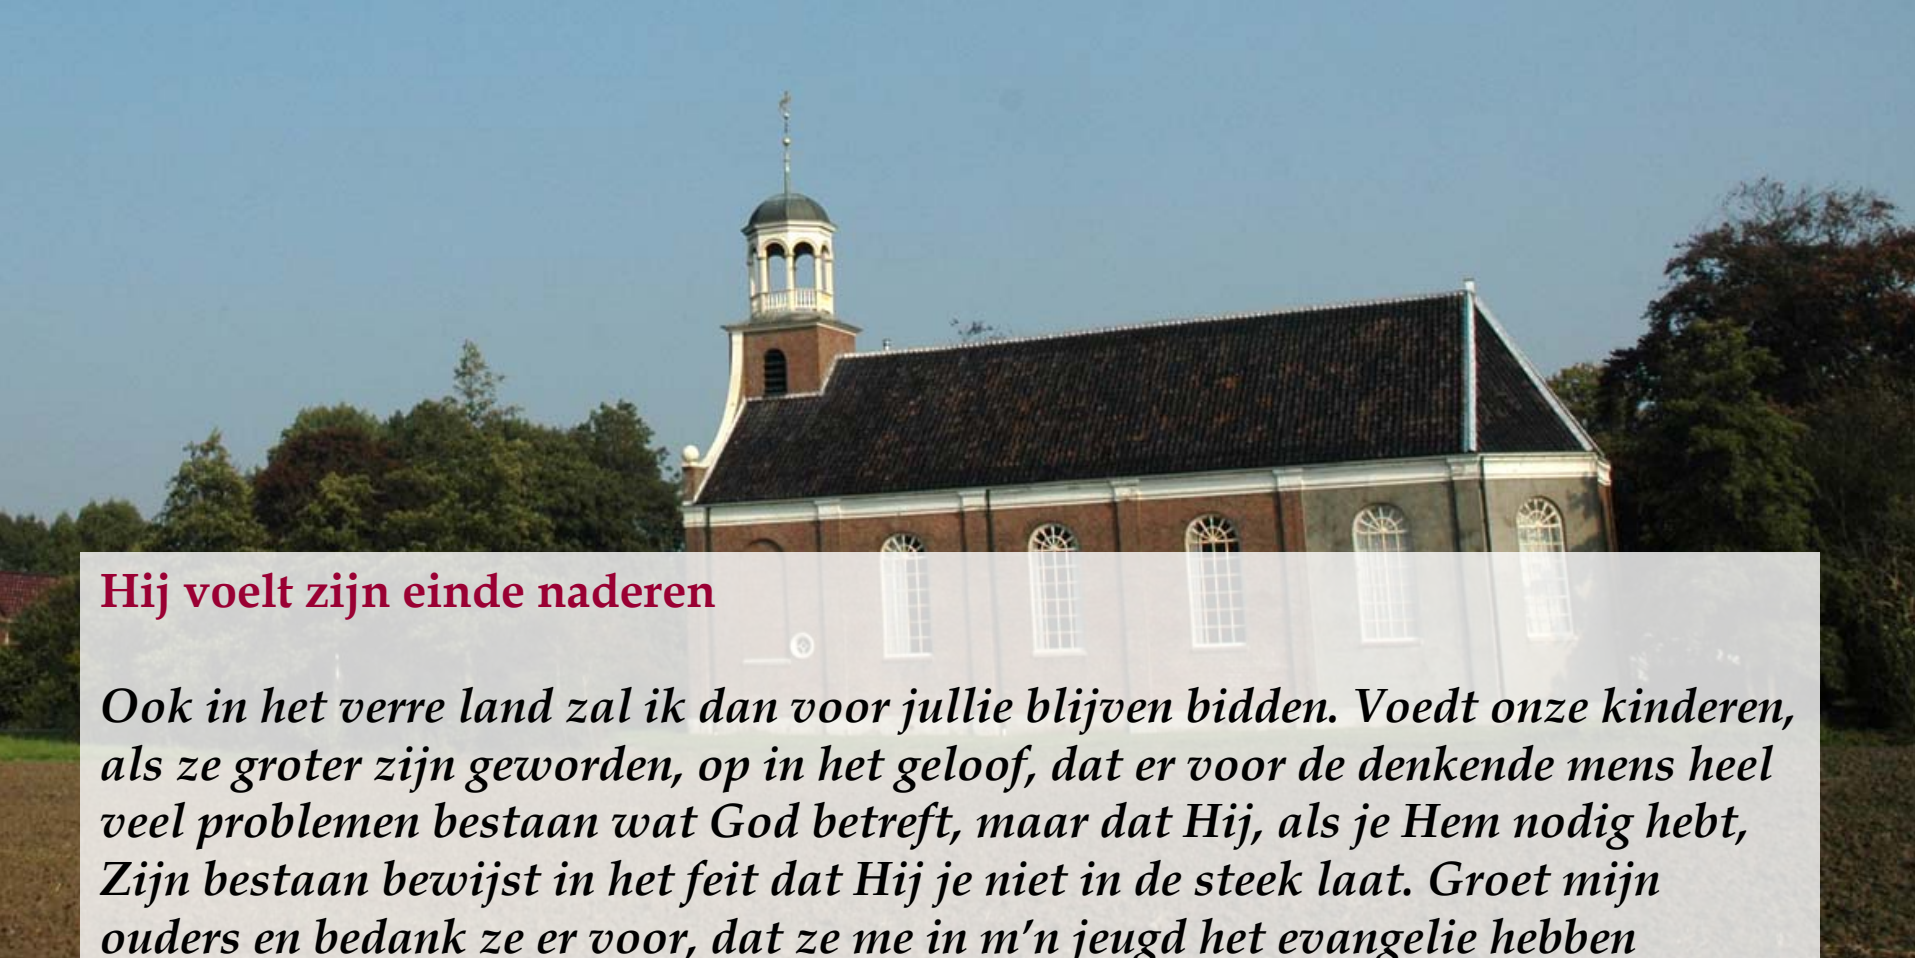 Hij voelt zijn einde naderen
Ook in het verre land zal ik dan voor jullie blijven bidden. Voedt onze kinderen,
als ze groter zijn geworden, op in het geloof, dat er voor de denkende mens heel
veel problemen bestaan wat God betreft, maar dat Hij, als je Hem nodig hebt,
Zijn bestaan bewijst in het feit dat Hij je niet in de steek laat. Groet mijn
ouders en bedank ze er voor, dat ze me in m’n jeugd het evangelie hebben